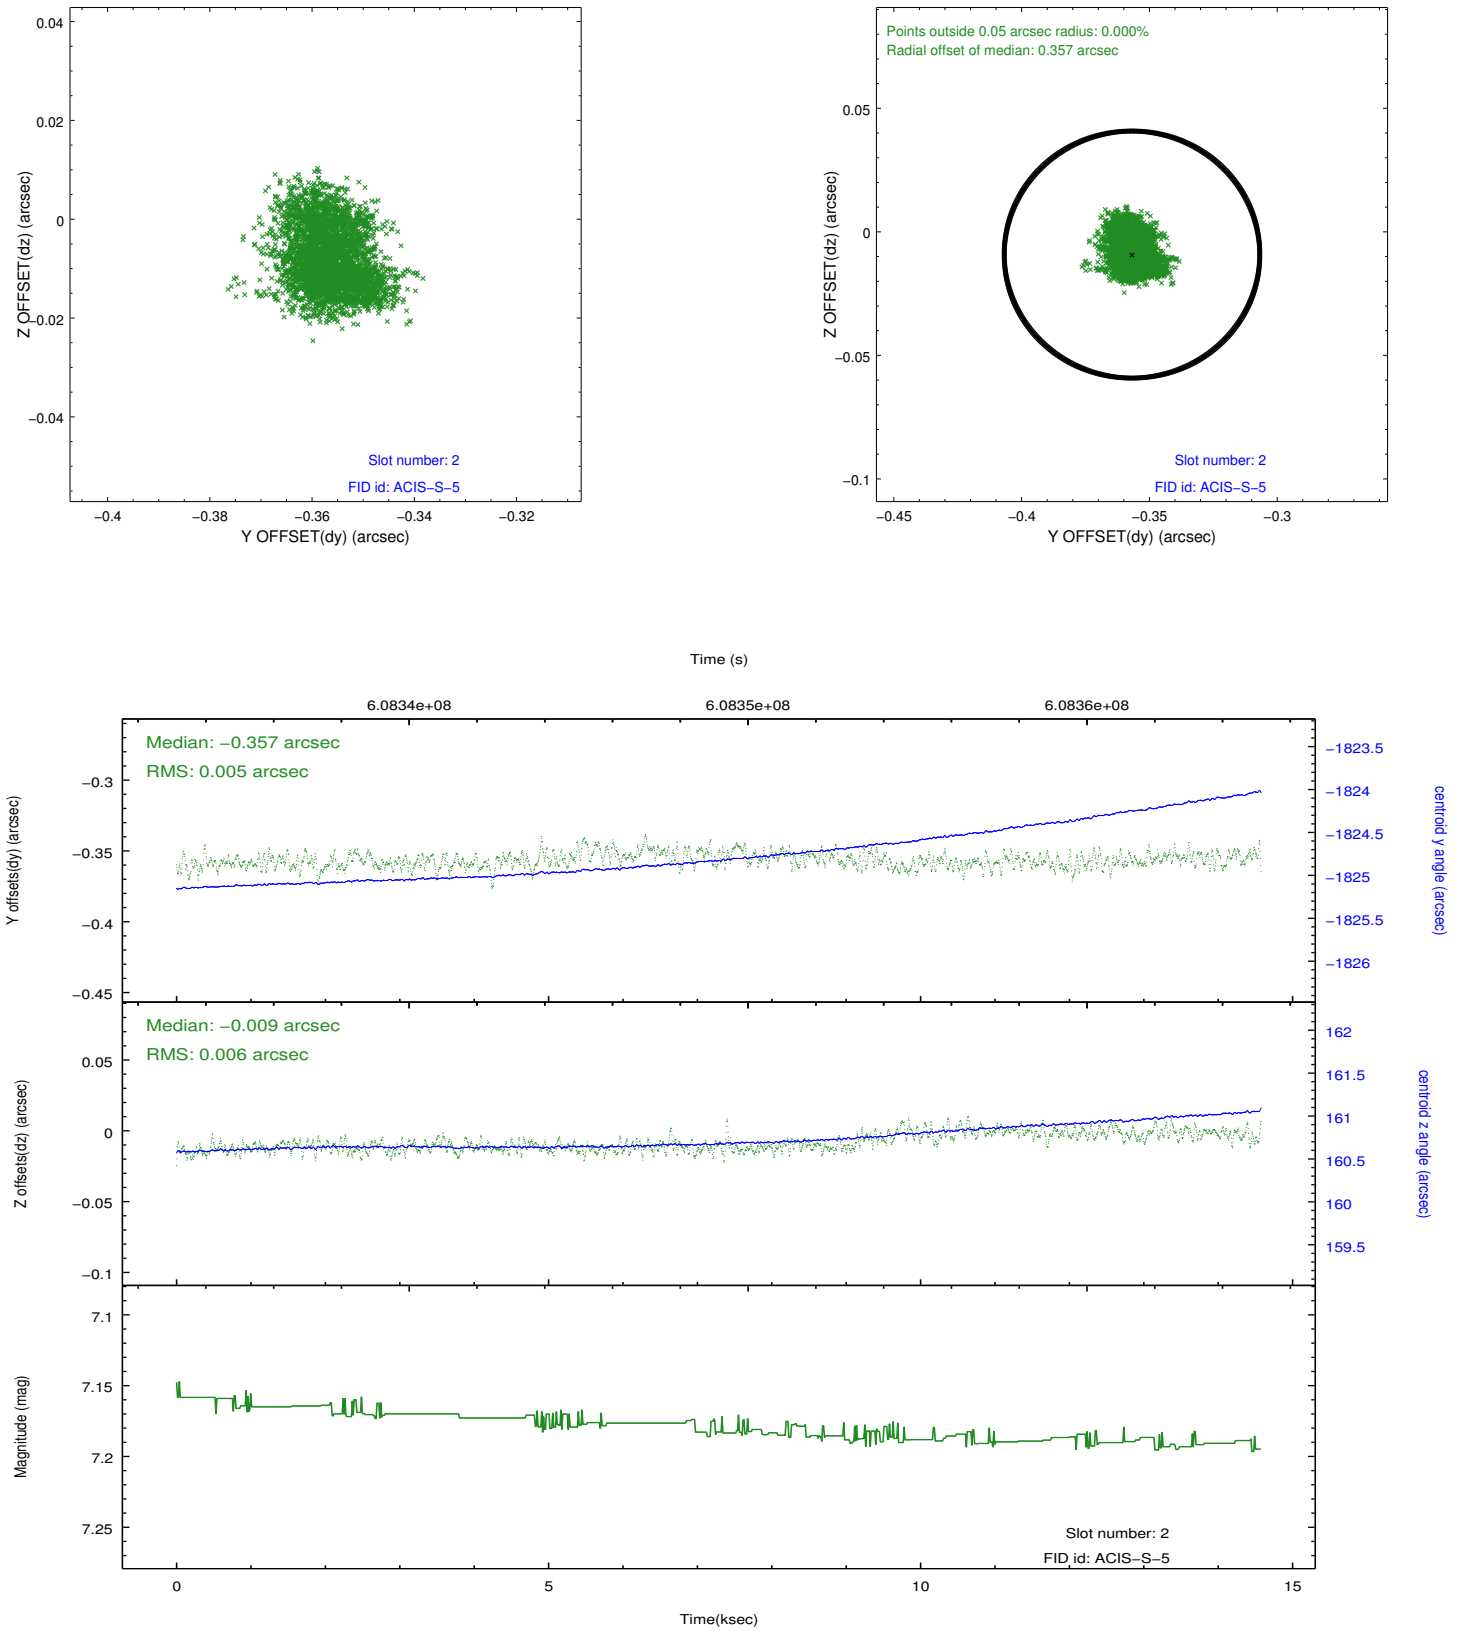 0.04
0.02
0
−0.02
−0.04
Z OFFSET(dz) (arcsec)
Slot number: 2
FID id: ACIS−S−5
−0.4
−0.38
−0.36
−0.34
−0.32
Y OFFSET(dy) (arcsec)
Points outside 0.05 arcsec radius: 0.000%
Radial offset of median: 0.357 arcsec
0.05
0
−0.05
−0.1
Z OFFSET(dz) (arcsec)
Slot number: 2
FID id: ACIS−S−5
−0.45
−0.4
−0.35
−0.3
Y OFFSET(dy) (arcsec)
Time (s)
6.0834e+08
6.0835e+08
6.0836e+08
Median: −0.357 arcsec
RMS: 0.005 arcsec
−0.3
−0.35
−0.4
−0.45
Y offsets(dy) (arcsec)
−1823.5
−1824
−1824.5
−1825
−1825.5
−1826
centroid y angle (arcsec)
Median: −0.009 arcsec
RMS: 0.006 arcsec
0.05
0
−0.05
−0.1
Z offsets(dz) (arcsec)
162
161.5
161
160.5
160
159.5
centroid z angle (arcsec)
7.1
7.15
7.2
7.25
Magnitude (mag)
Slot number: 2
FID id: ACIS−S−5
0
5
10
15
Time(ksec)